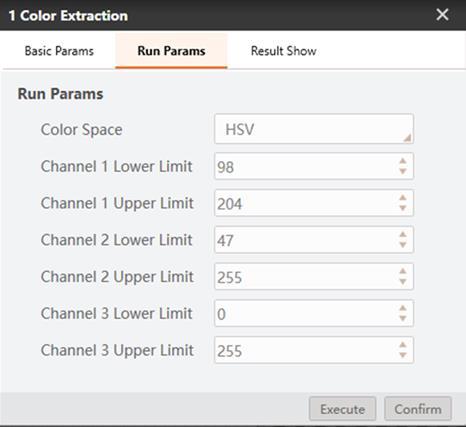 1 Color Extraction
Basic Params Run Params Result Show
Run Params
Color Space HSV
Channel 1 Lower Limit 98
Channel 1 Upper Limit 204
Channel 2 Lower Limit 47
Channel 2 Upper Limit 255
Channel 3 Lower Limit 0
Channel 3 Upper Limit 255
Execute Confirm